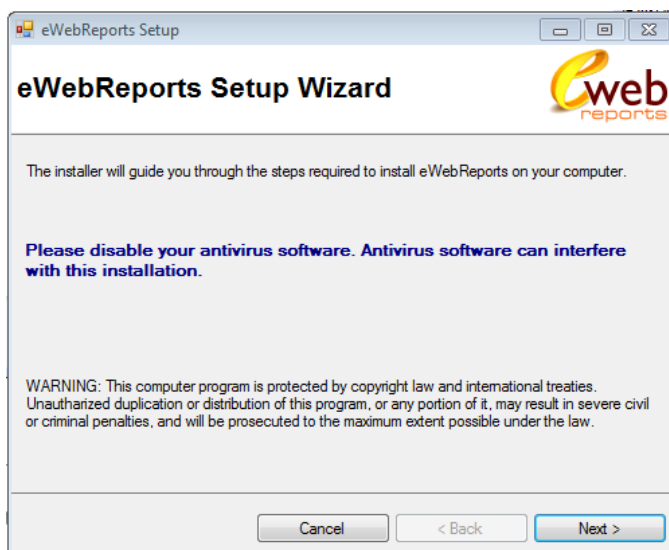 eWebReports Setup
eWebReports Setup Wizard
eweb
reports
The installer will guide you through the steps required to install eWebReports on your computer.
Please disable your antivirus software. Antivirus software can interfere
with this installation.
WARNING: This computer program is protected by copyright law and international treaties.
Unautharized duplication or distribution of this program, or any portion of it, may result in severe civil
or criminal penalties, and will be prosecuted to the maximum extent possible under the law.
Cancel
< Back
Next >